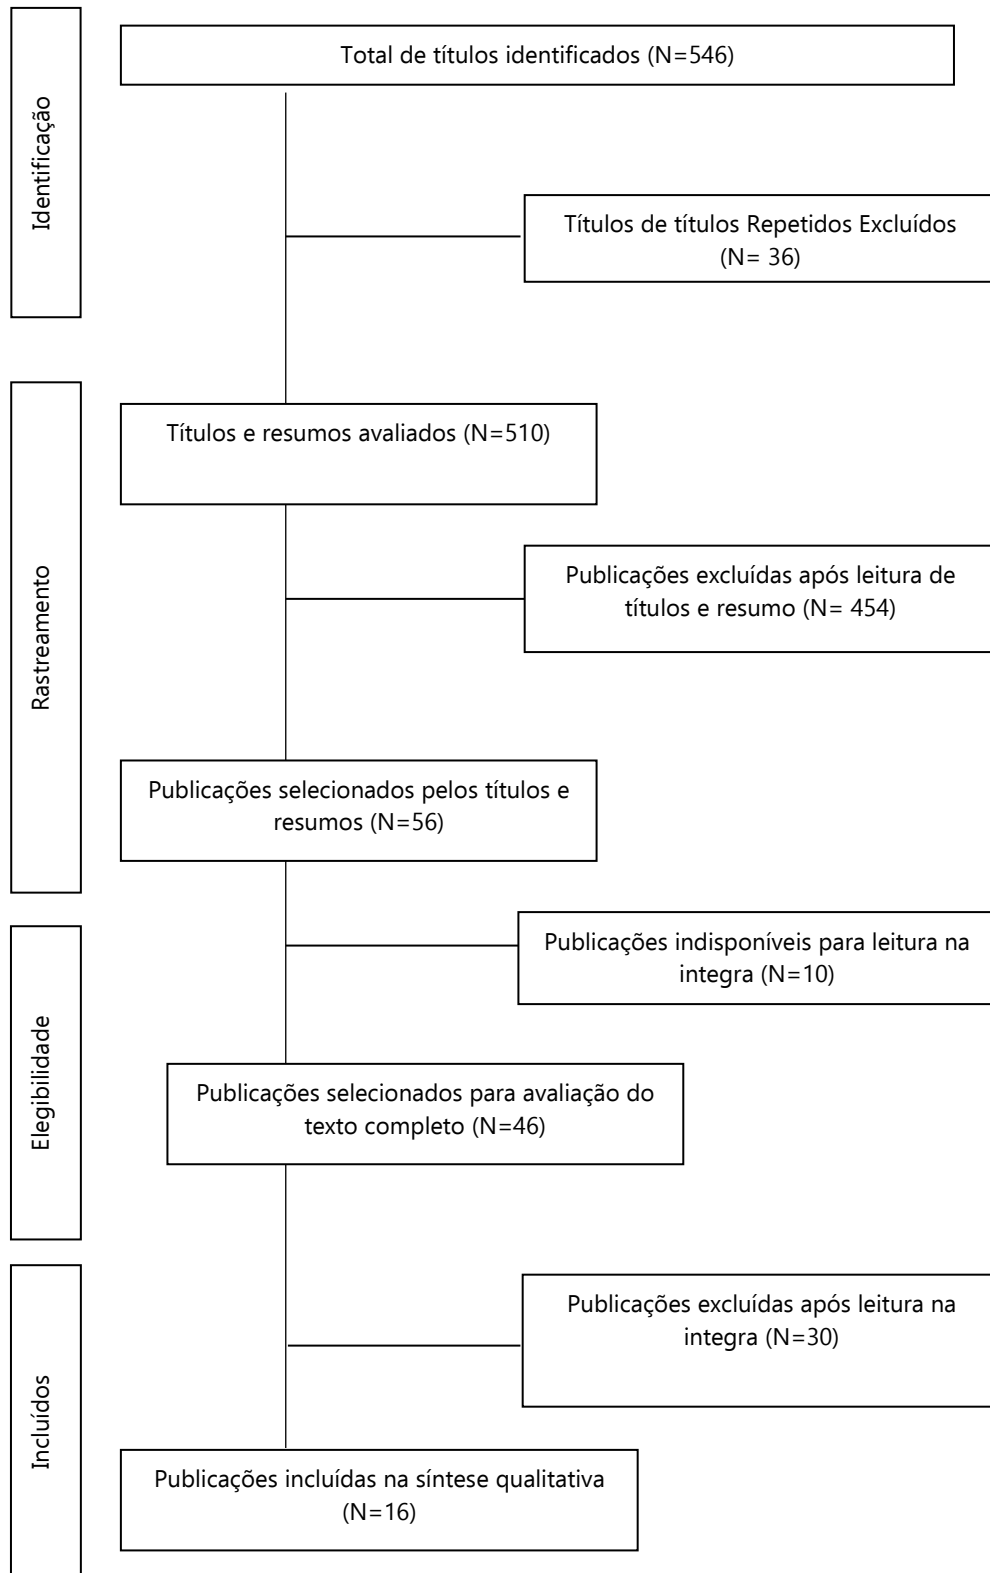 Identificação
Total de títulos identificados (N=546)
Títulos de títulos Repetidos Excluídos
(N= 36)
Rastreamento
Títulos e resumos avaliados (N=510)
Publicações excluídas após leitura de
títulos e resumo (N= 454)
Publicações selecionados pelos títulos e
resumos (N=56)
Elegibilidade
Publicações indisponíveis para leitura na
integra (N=10)
Publicações selecionados para avaliação do
texto completo (N=46)
Incluídos
Publicações excluídas após leitura na
integra (N=30)
Publicações incluídas na síntese qualitativa
(N=16)